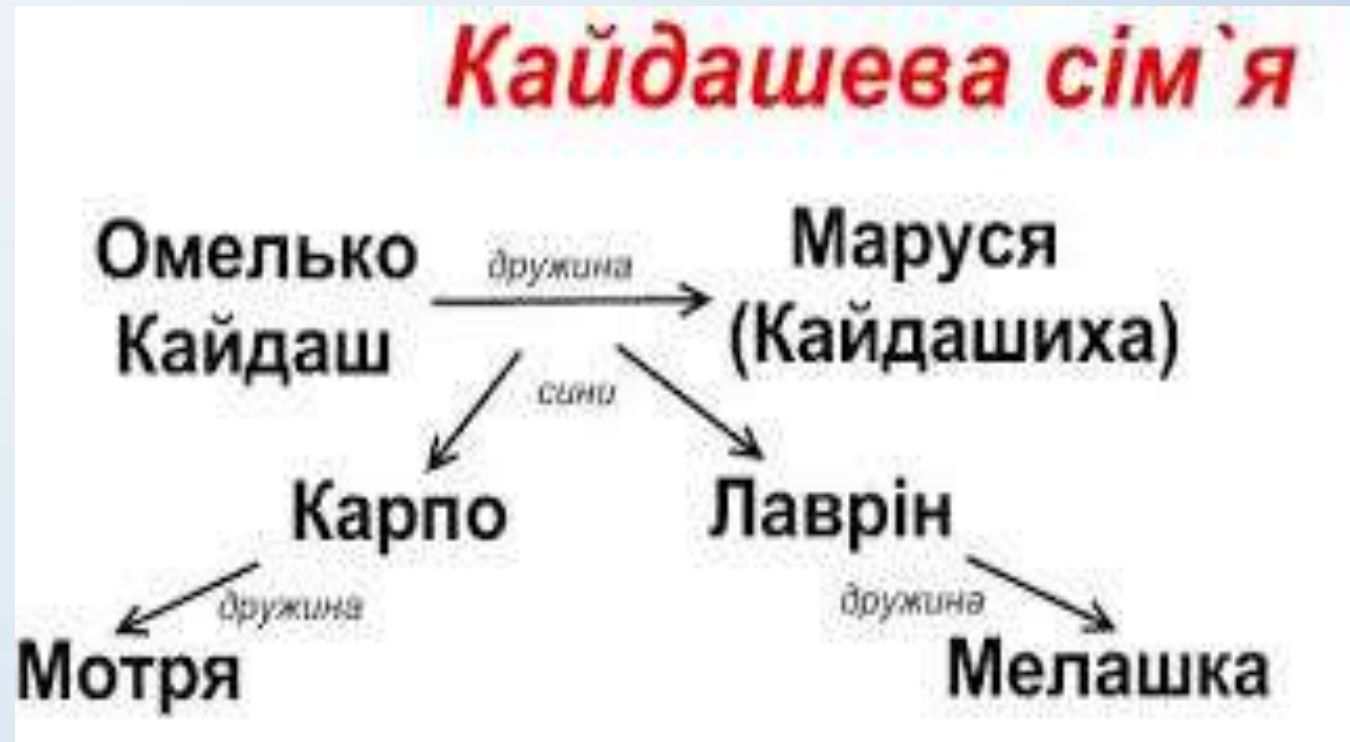 Кайдашева сім`я
Омелько
Кайдаш
дружина
Маруся
(Кайдашиха)
сини
Карпо
Лаврін
дружина
дружина
Мотря
Мелашка